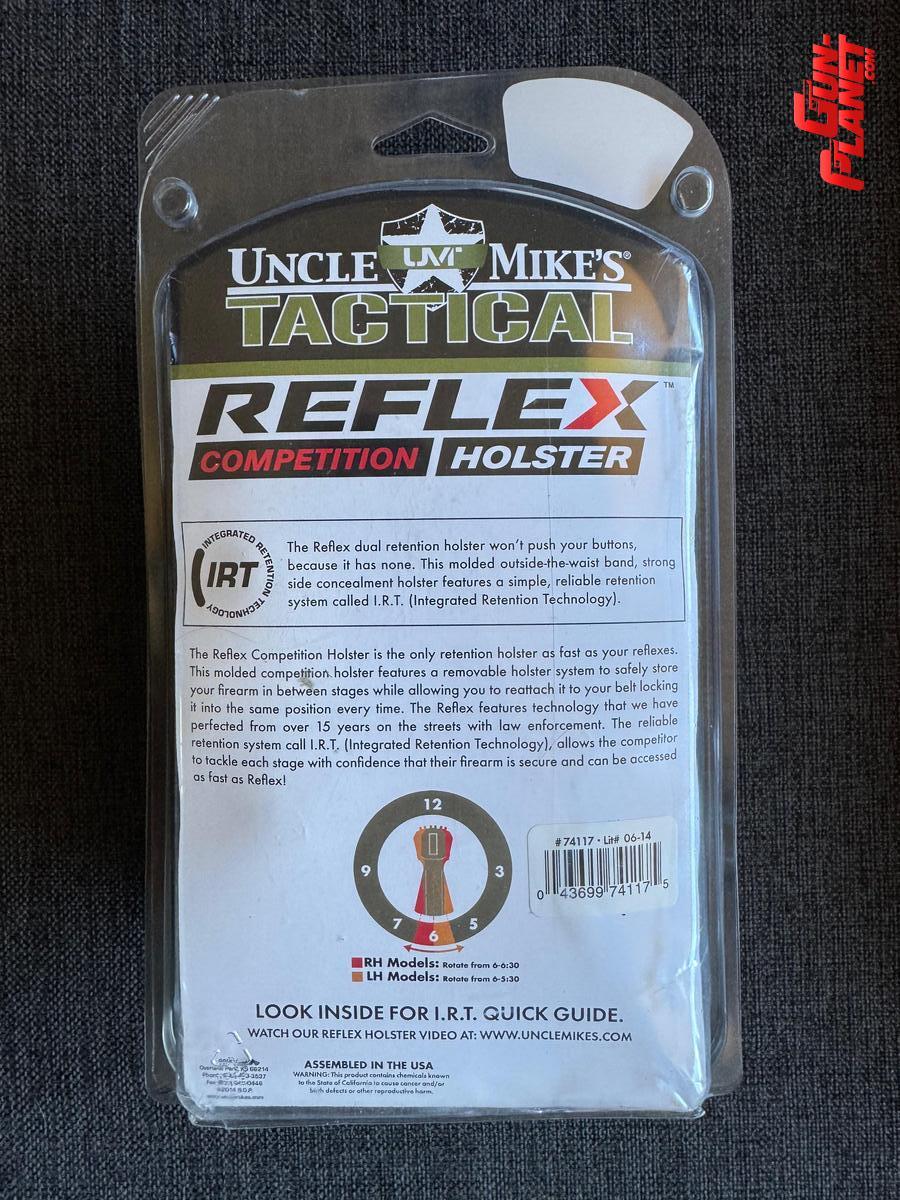 GUN-
PLANET
.COM
UNCLE UM MIKE'S®
TACTICAL
REFLEX™
COMPETITION HOLSTER
INTEGRATED RETENTION TECHNOLOGY
IRT
The Reflex dual retention holster won't push your buttons,
because it has none. This molded outside-the-waist band, strong
side concealment holster features a simple, reliable retention
system called I.R.T. (Integrated Retention Technology).
The Reflex Competition Holster is the only retention holster as fast as your reflexes.
This molded competition holster features a removable holster system to safely store
your firearm in between stages while allowing you to reattach it to your belt locking
it into the same position every time. The Reflex features technology that we have
perfected from over 15 years on the streets with law enforcement. The reliable
retention system call I.R.T. (Integrated Retention Technology), allows the competitor
to tackle each stage with confidence that their firearm is secure and can be accessed
as fast as Reflex!
12
9 3
7 6 5
# 74117 • Lit# 06-14
0 43699 74117 5
RH Models: Rotate from 6-6:30
LH Models: Rotate from 6-5:30
LOOK INSIDE FOR I.R.T. QUICK GUIDE.
WATCH OUR REFLEX HOLSTER VIDEO AT: WWW.UNCLEMIKES.COM
Overland Park, KS 66214
©2014 B.O.P.
ASSEMBLED IN THE USA
WARNING: This product contains chemicals known
to the State of California to cause cancer and/or
birth defects or other reproductive harm.